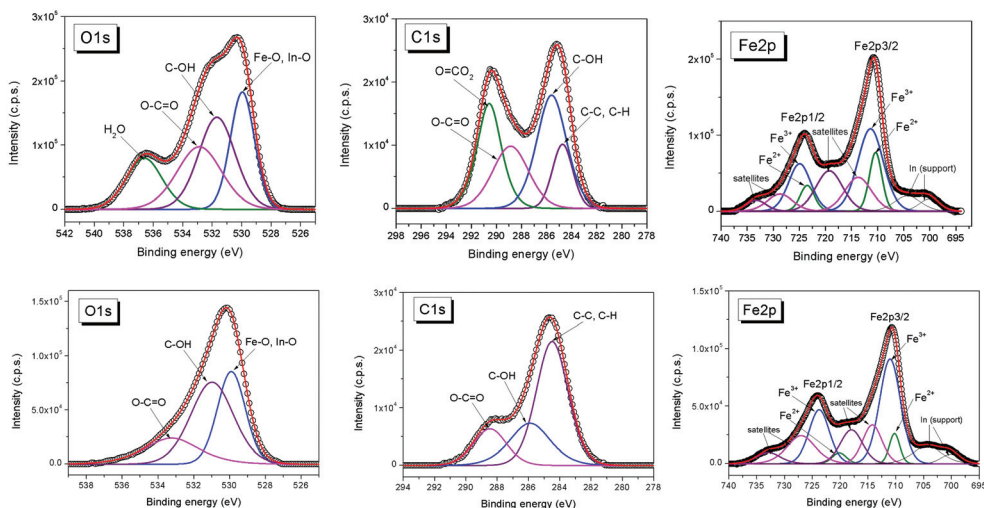 O1s
Fe-O, In-O
C-OH
O-C=O
H2O
3x10^5
2x10^5
1x10^5
0
Intensity (c.p.s.)
542 540 538 536 534 532 530 528 526 524
Binding energy (eV)
C1s
O=CO2
C-OH
O-C=O
C-C, C-H
3x10^4
2x10^4
1x10^4
0
Intensity (c.p.s.)
298 296 294 292 290 288 286 284 282 280 278
Binding energy (eV)
Fe2p
Fe2p3/2
Fe3+
Fe2+
Fe2p1/2
Fe3+
satellites
Fe2+
satellites
In (support)
2x10^5
1x10^5
0
Intensity (c.p.s.)
740 735 730 725 720 715 710 705 700 695
Binding energy (eV)
O1s
C-OH
Fe-O, In-O
O-C=O
1.5x10^5
1.0x10^5
5.0x10^4
0.0
Intensity (c.p.s.)
538 536 534 532 530 528 526
Binding energy (eV)
C1s
C-C, C-H
C-OH
O-C=O
3x10^4
2x10^4
1x10^4
0
Intensity (c.p.s.)
294 292 290 288 286 284 282 280 278
Binding energy (eV)
Fe2p
Fe2p3/2
Fe3+
Fe3+
Fe2p1/2
Fe2+
satellites
Fe2+
satellites
In (support)
1.5x10^5
1.0x10^5
5.0x10^4
0.0
Intensity (c.p.s.)
740 735 730 725 720 715 710 705 700 695
Binding energy (eV)